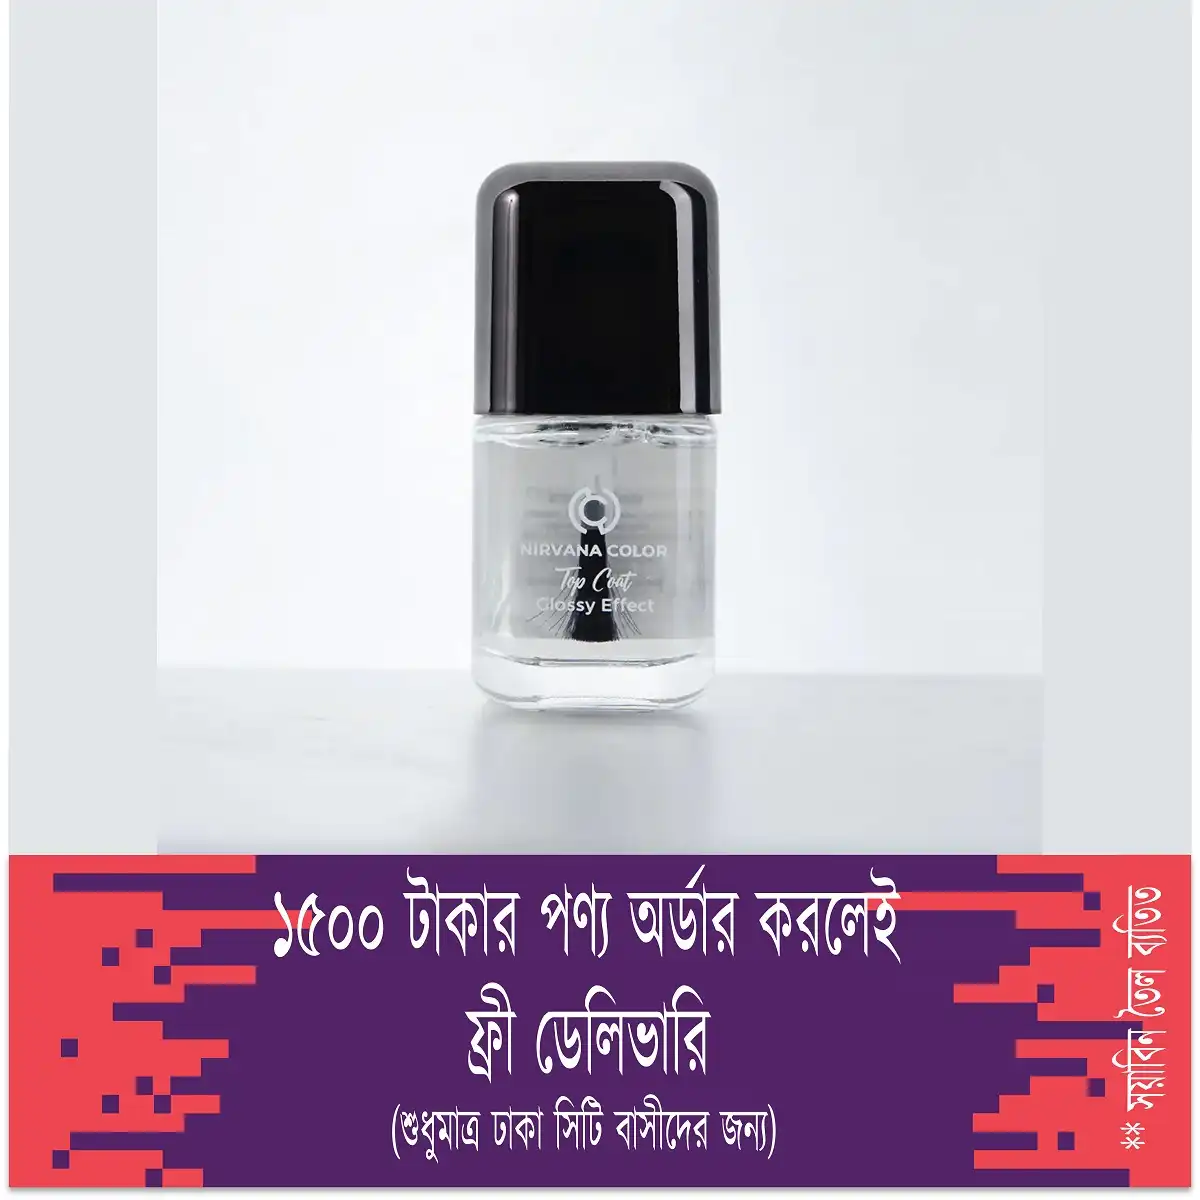 NIRVANA COLOR
Top Coat
Glossy Effect
১৫০০ টাকার পণ্য অর্ডার করলেই
ফ্রী ডেলিভারি
(শুধুমাত্র ঢাকা সিটি বাসীদের জন্য)
** সয়াবিন তৈল ব্যতিত